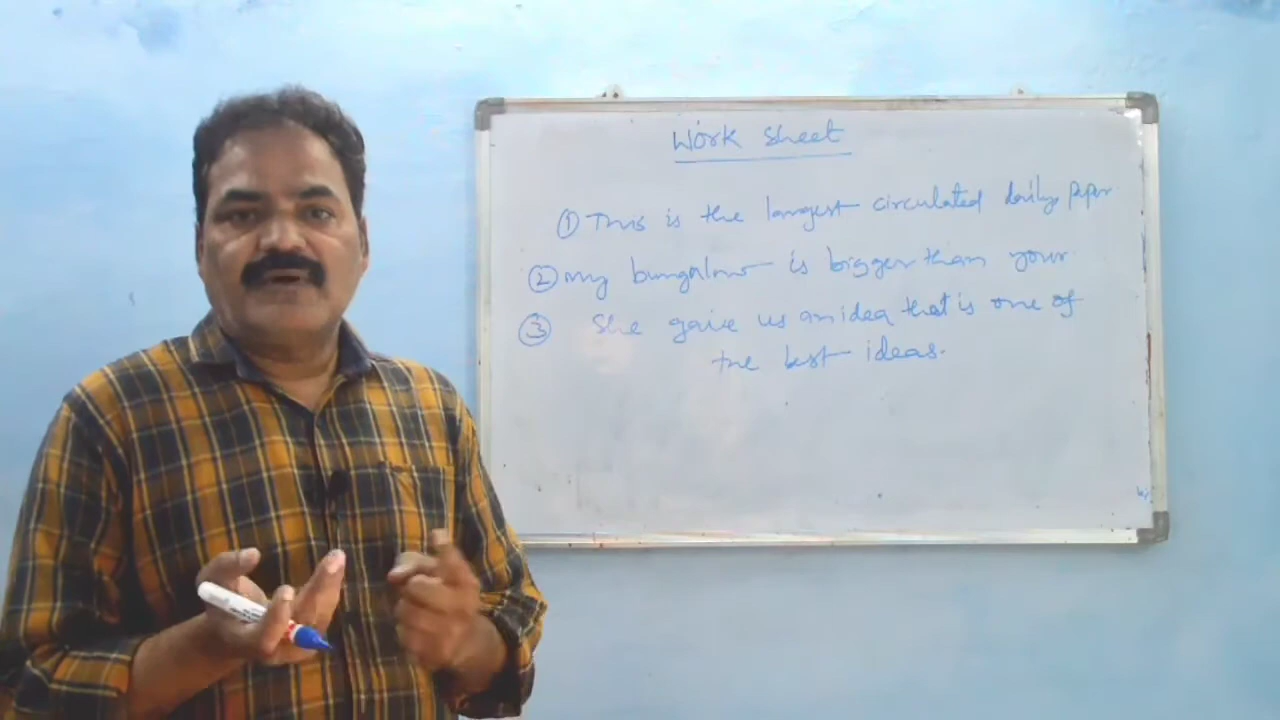 Work Sheet
① This is the largest circulated daily paper
② my bungalow is bigger than your
③ She gave us an idea that is one of
the best ideas.